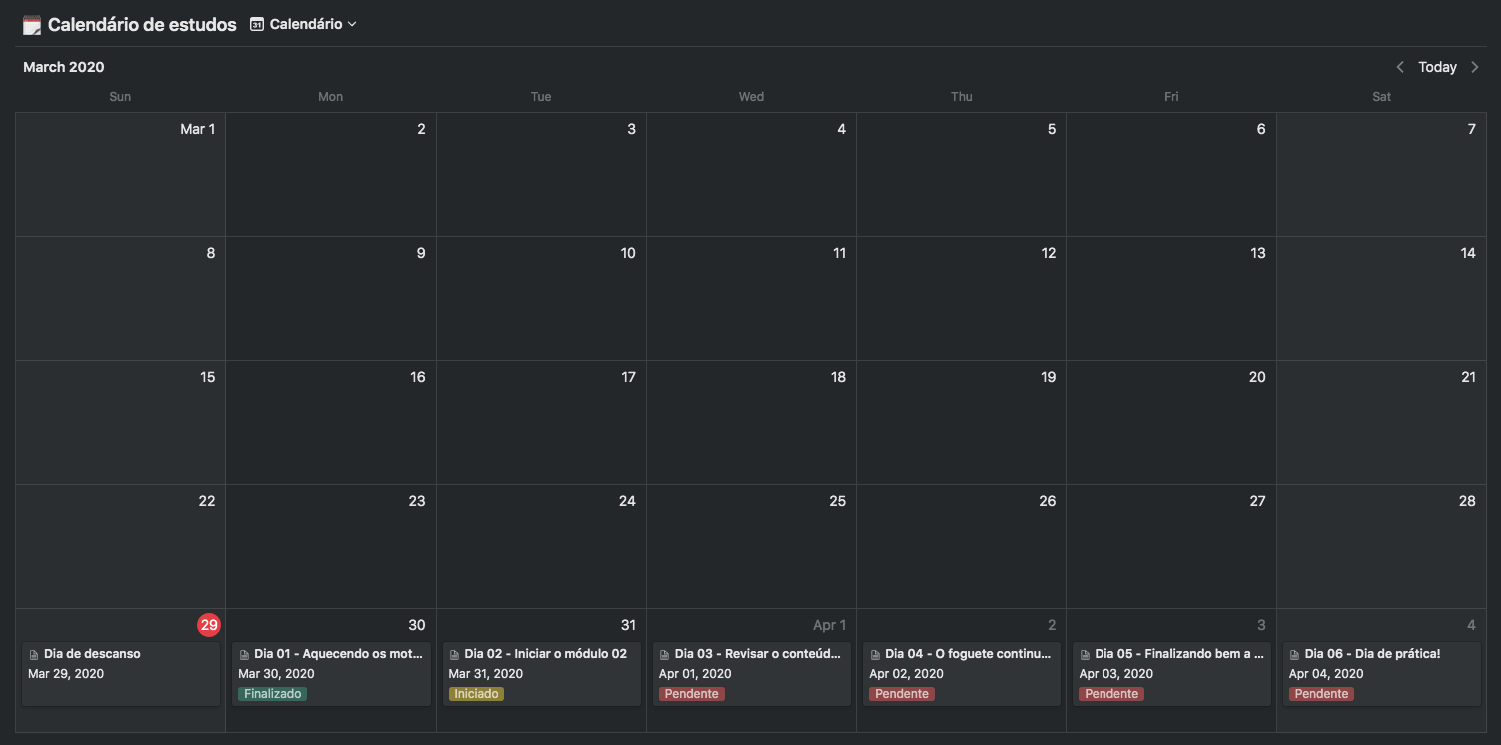 Calendário de estudos 31 Calendário
March 2020 Today
Sun Mon Tue Wed Thu Fri Sat
Mar 1 2 3 4 5 6 7
8 9 10 11 12 13 14
15 16 17 18 19 20 21
22 23 24 25 26 27 28
29 30 31 Apr 1 2 3 4
Dia de descanso Dia 01 - Aquecendo os mot... Dia 02 - Iniciar o módulo 02 Dia 03 - Revisar o conteúd... Dia 04 - O foguete continu... Dia 05 - Finalizando bem a ... Dia 06 - Dia de prática!
Mar 29, 2020 Mar 30, 2020 Mar 31, 2020 Apr 01, 2020 Apr 02, 2020 Apr 03, 2020 Apr 04, 2020
Finalizado Iniciado Pendente Pendente Pendente Pendente